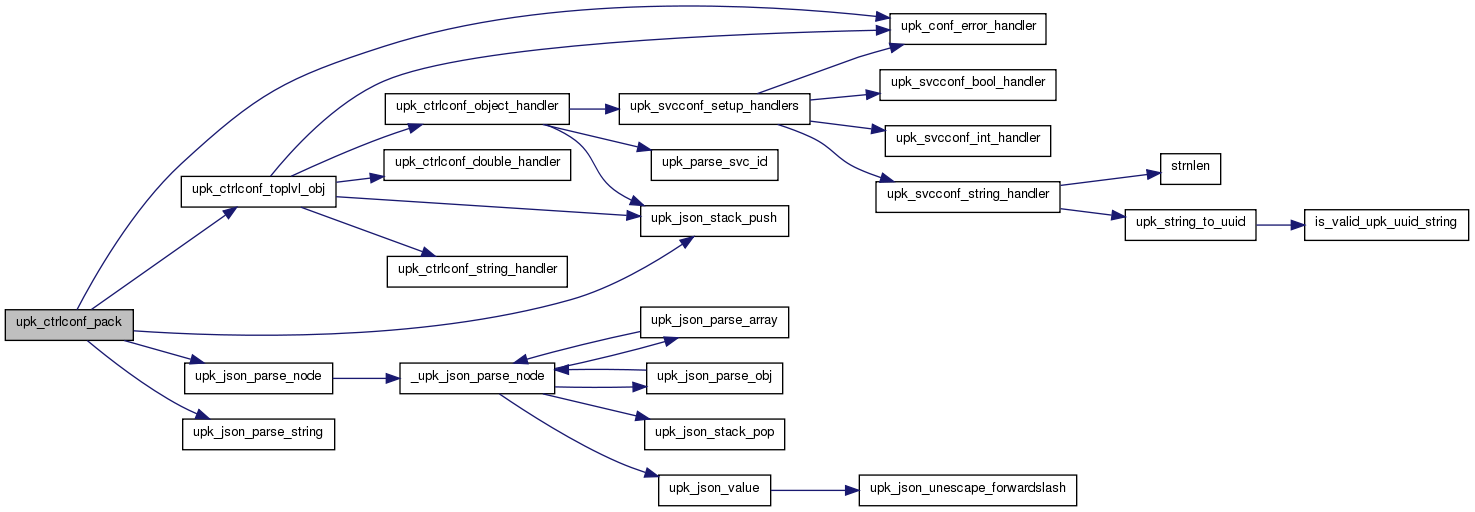 upk_conf_error_handler
upk_svcconf_bool_handler
upk_ctrlconf_object_handler
upk_svcconf_setup_handlers
upk_svcconf_int_handler
upk_ctrlconf_double_handler
upk_parse_svc_id
strnlen
upk_ctrlconf_toplvl_obj
upk_svcconf_string_handler
upk_json_stack_push
upk_string_to_uuid
is_valid_upk_uuid_string
upk_ctrlconf_string_handler
upk_ctrlconf_pack
upk_json_parse_array
upk_json_parse_node
_upk_json_parse_node
upk_json_parse_obj
upk_json_parse_string
upk_json_stack_pop
upk_json_value
upk_json_unescape_forwardslash